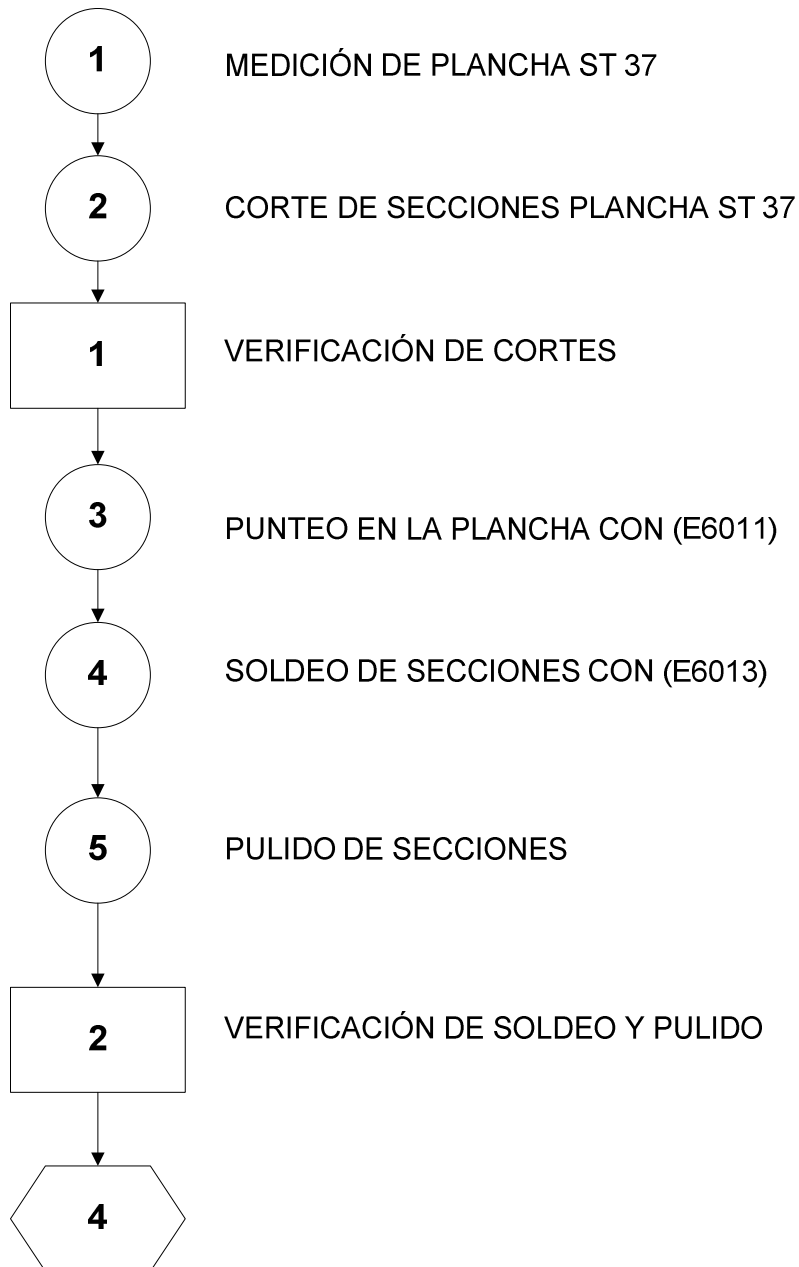 1 MEDICIÓN DE PLANCHA ST 37
2 CORTE DE SECCIONES PLANCHA ST 37
1 VERIFICACIÓN DE CORTES
3 PUNTEO EN LA PLANCHA CON (E6011)
4 SOLDEO DE SECCIONES CON (E6013)
5 PULIDO DE SECCIONES
2 VERIFICACIÓN DE SOLDEO Y PULIDO
4